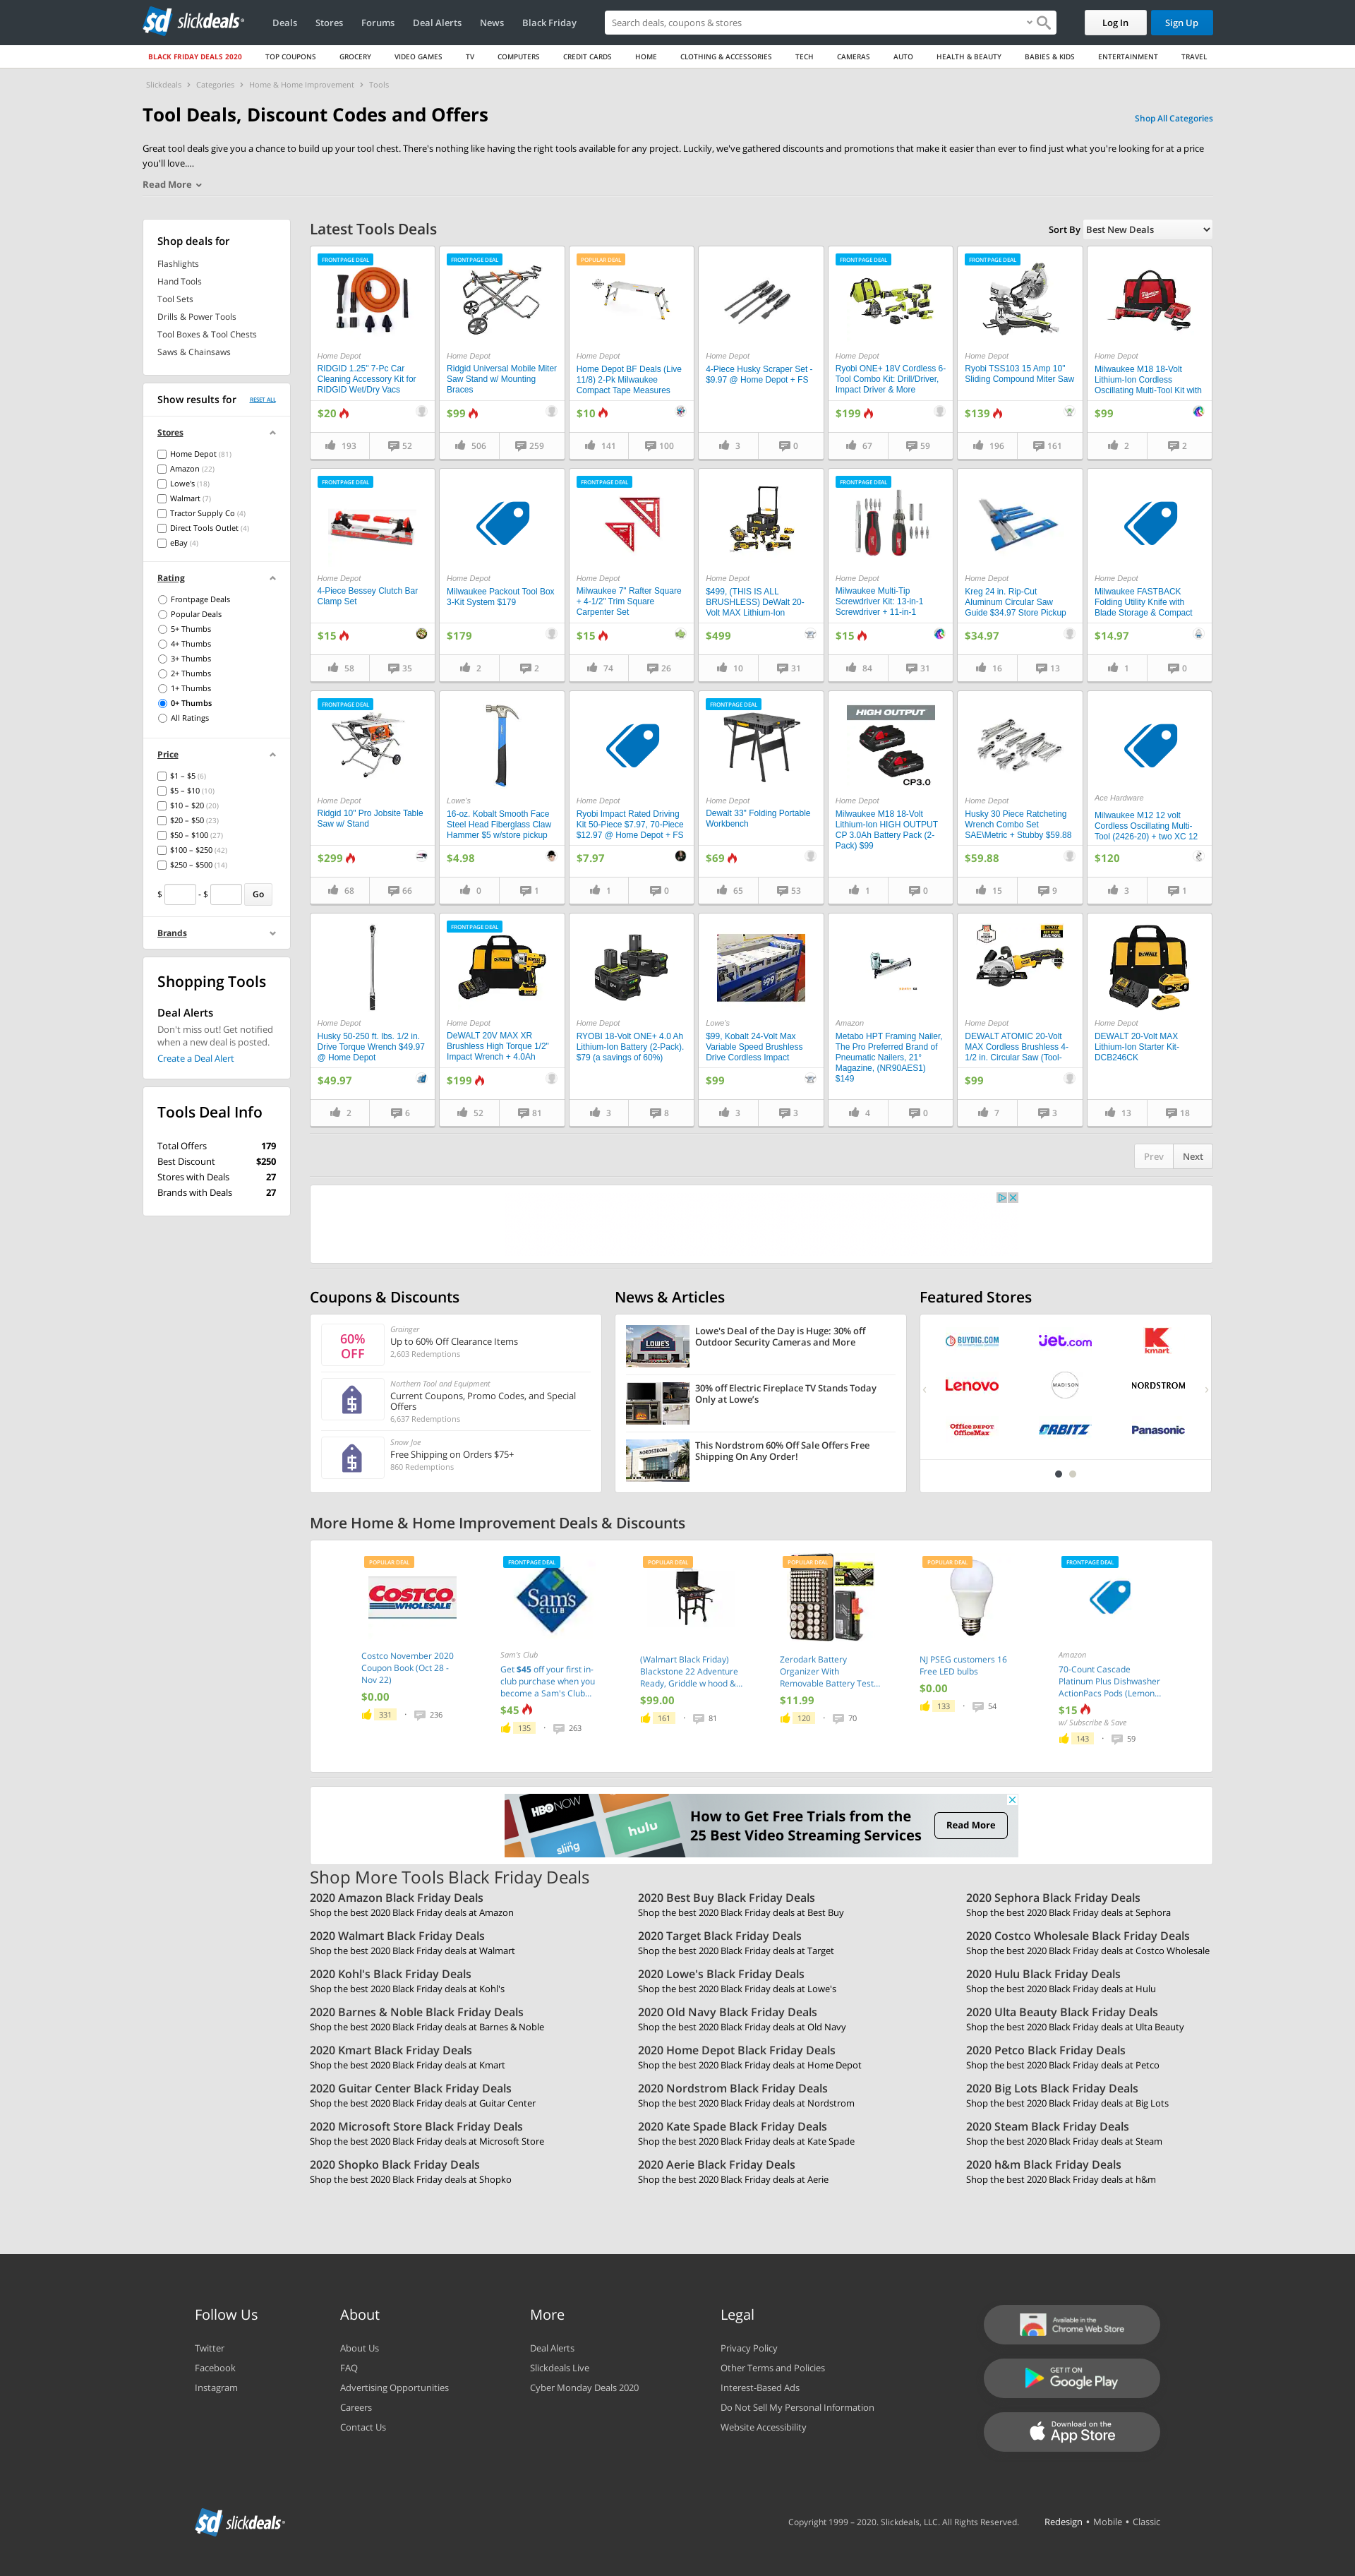 slickdeals
Deals Stores Forums Deal Alerts News Black Friday
Search deals, coupons & stores
Log In Sign Up
BLACK FRIDAY DEALS 2020 TOP COUPONS GROCERY VIDEO GAMES TV COMPUTERS CREDIT CARDS HOME CLOTHING & ACCESSORIES TECH CAMERAS AUTO HEALTH & BEAUTY BABIES & KIDS ENTERTAINMENT TRAVEL
Slickdeals > Categories > Home & Home Improvement > Tools
Tool Deals, Discount Codes and Offers
Shop All Categories
Great tool deals give you a chance to build up your tool chest. There's nothing like having the right tools available for any project. Luckily, we've gathered discounts and promotions that make it easier than ever to find just what you're looking for at a price
you'll love....
Read More
Shop deals for
Flashlights
Hand Tools
Tool Sets
Drills & Power Tools
Tool Boxes & Tool Chests
Saws & Chainsaws
Show results for RESET ALL
Stores
Home Depot (81)
Amazon (22)
Lowe's (18)
Walmart (7)
Tractor Supply Co (4)
Direct Tools Outlet (4)
eBay (4)
Rating
Frontpage Deals
Popular Deals
5+ Thumbs
4+ Thumbs
3+ Thumbs
2+ Thumbs
1+ Thumbs
0+ Thumbs
All Ratings
Price
$1 – $5 (6)
$5 – $10 (10)
$10 – $20 (20)
$20 – $50 (23)
$50 – $100 (27)
$100 – $250 (42)
$250 – $500 (14)
$ - $ Go
Brands
Shopping Tools
Deal Alerts
Don't miss out! Get notified
when a new deal is posted.
Create a Deal Alert
Tools Deal Info
Total Offers 179
Best Discount $250
Stores with Deals 27
Brands with Deals 27
Latest Tools Deals
Sort By Best New Deals
FRONTPAGE DEAL
Home Depot
RIDGID 1.25" 7-Pc Car
Cleaning Accessory Kit for
RIDGID Wet/Dry Vacs
$20
193 52
FRONTPAGE DEAL
Home Depot
Ridgid Universal Mobile Miter
Saw Stand w/ Mounting
Braces
$99
506 259
POPULAR DEAL
Home Depot
Home Depot BF Deals (Live
11/8) 2-Pk Milwaukee
Compact Tape Measures
$10
141 100
Home Depot
4-Piece Husky Scraper Set -
$9.97 @ Home Depot + FS
3 0
FRONTPAGE DEAL
Home Depot
Ryobi ONE+ 18V Cordless 6-
Tool Combo Kit: Drill/Driver,
Impact Driver & More
$199
67 59
FRONTPAGE DEAL
Home Depot
Ryobi TSS103 15 Amp 10"
Sliding Compound Miter Saw
$139
196 161
Home Depot
Milwaukee M18 18-Volt
Lithium-Ion Cordless
Oscillating Multi-Tool Kit with
$99
2 2
FRONTPAGE DEAL
Home Depot
4-Piece Bessey Clutch Bar
Clamp Set
$15
58 35
Home Depot
Milwaukee Packout Tool Box
3-Kit System $179
$179
2 2
FRONTPAGE DEAL
Home Depot
Milwaukee 7" Rafter Square
+ 4-1/2" Trim Square
Carpenter Set
$15
74 26
Home Depot
$499, (THIS IS ALL
BRUSHLESS) DeWalt 20-
Volt MAX Lithium-Ion
$499
10 31
FRONTPAGE DEAL
Home Depot
Milwaukee Multi-Tip
Screwdriver Kit: 13-in-1
Screwdriver + 11-in-1
$15
84 31
Home Depot
Kreg 24 in. Rip-Cut
Aluminum Circular Saw
Guide $34.97 Store Pickup
$34.97
16 13
Home Depot
Milwaukee FASTBACK
Folding Utility Knife with
Blade Storage & Compact
$14.97
1 0
FRONTPAGE DEAL
Home Depot
Ridgid 10" Pro Jobsite Table
Saw w/ Stand
$299
68 66
Lowe's
16-oz. Kobalt Smooth Face
Steel Head Fiberglass Claw
Hammer $5 w/store pickup
$4.98
0 1
Home Depot
Ryobi Impact Rated Driving
Kit 50-Piece $7.97, 70-Piece
$12.97 @ Home Depot + FS
$7.97
1 0
FRONTPAGE DEAL
Home Depot
Dewalt 33" Folding Portable
Workbench
$69
65 53
HIGH OUTPUT
CP3.0
Home Depot
Milwaukee M18 18-Volt
Lithium-Ion HIGH OUTPUT
CP 3.0Ah Battery Pack (2-
Pack) $99
1 0
Home Depot
Husky 30 Piece Ratcheting
Wrench Combo Set
SAE\Metric + Stubby $59.88
$59.88
15 9
Ace Hardware
Milwaukee M12 12 volt
Cordless Oscillating Multi-
Tool (2426-20) + two XC 12
$120
3 1
Home Depot
Husky 50-250 ft. lbs. 1/2 in.
Drive Torque Wrench $49.97
@ Home Depot
$49.97
2 6
FRONTPAGE DEAL
Home Depot
DeWALT 20V MAX XR
Brushless High Torque 1/2"
Impact Wrench + 4.0Ah
$199
52 81
Home Depot
RYOBI 18-Volt ONE+ 4.0 Ah
Lithium-Ion Battery (2-Pack).
$79 (a savings of 60%)
3 8
Lowe's
$99, Kobalt 24-Volt Max
Variable Speed Brushless
Drive Cordless Impact
$99
3 3
Amazon
Metabo HPT Framing Nailer,
The Pro Preferred Brand of
Pneumatic Nailers, 21°
Magazine, (NR90AES1)
$149
4 0
Home Depot
DEWALT ATOMIC 20-Volt
MAX Cordless Brushless 4-
1/2 in. Circular Saw (Tool-
$99
7 3
Home Depot
DEWALT 20-Volt MAX
Lithium-Ion Starter Kit-
DCB246CK
13 18
Prev Next
Coupons & Discounts
60%
OFF
Grainger
Up to 60% Off Clearance Items
2,603 Redemptions
Northern Tool and Equipment
Current Coupons, Promo Codes, and Special
Offers
6,637 Redemptions
Snow Joe
Free Shipping on Orders $75+
860 Redemptions
News & Articles
Lowe's Deal of the Day is Huge: 30% off
Outdoor Security Cameras and More
30% off Electric Fireplace TV Stands Today
Only at Lowe's
This Nordstrom 60% Off Sale Offers Free
Shipping On Any Order!
Featured Stores
BUYDIG.COM jet.com kmart
Lenovo MADISON NORDSTROM
Office DEPOT
OfficeMax ORBITZ Panasonic
More Home & Home Improvement Deals & Discounts
POPULAR DEAL
COSTCO
WHOLESALE
Costco November 2020
Coupon Book (Oct 28 -
Nov 22)
$0.00
331 · 236
FRONTPAGE DEAL
Sam's
CLUB
Sam's Club
Get $45 off your first in-
club purchase when you
become a Sam's Club...
$45
135 · 263
POPULAR DEAL
(Walmart Black Friday)
Blackstone 22 Adventure
Ready, Griddle w hood &...
$99.00
161 · 81
POPULAR DEAL
Zerodark Battery
Organizer With
Removable Battery Test...
$11.99
120 · 70
POPULAR DEAL
NJ PSEG customers 16
Free LED bulbs
$0.00
133 · 54
FRONTPAGE DEAL
Amazon
70-Count Cascade
Platinum Plus Dishwasher
ActionPacs Pods (Lemon...
$15
w/ Subscribe & Save
143 · 59
HBO NOW
hulu
sling
How to Get Free Trials from the
25 Best Video Streaming Services
Read More
Shop More Tools Black Friday Deals
2020 Amazon Black Friday Deals
Shop the best 2020 Black Friday deals at Amazon
2020 Best Buy Black Friday Deals
Shop the best 2020 Black Friday deals at Best Buy
2020 Sephora Black Friday Deals
Shop the best 2020 Black Friday deals at Sephora
2020 Walmart Black Friday Deals
Shop the best 2020 Black Friday deals at Walmart
2020 Target Black Friday Deals
Shop the best 2020 Black Friday deals at Target
2020 Costco Wholesale Black Friday Deals
Shop the best 2020 Black Friday deals at Costco Wholesale
2020 Kohl's Black Friday Deals
Shop the best 2020 Black Friday deals at Kohl's
2020 Lowe's Black Friday Deals
Shop the best 2020 Black Friday deals at Lowe's
2020 Hulu Black Friday Deals
Shop the best 2020 Black Friday deals at Hulu
2020 Barnes & Noble Black Friday Deals
Shop the best 2020 Black Friday deals at Barnes & Noble
2020 Old Navy Black Friday Deals
Shop the best 2020 Black Friday deals at Old Navy
2020 Ulta Beauty Black Friday Deals
Shop the best 2020 Black Friday deals at Ulta Beauty
2020 Kmart Black Friday Deals
Shop the best 2020 Black Friday deals at Kmart
2020 Home Depot Black Friday Deals
Shop the best 2020 Black Friday deals at Home Depot
2020 Petco Black Friday Deals
Shop the best 2020 Black Friday deals at Petco
2020 Guitar Center Black Friday Deals
Shop the best 2020 Black Friday deals at Guitar Center
2020 Nordstrom Black Friday Deals
Shop the best 2020 Black Friday deals at Nordstrom
2020 Big Lots Black Friday Deals
Shop the best 2020 Black Friday deals at Big Lots
2020 Microsoft Store Black Friday Deals
Shop the best 2020 Black Friday deals at Microsoft Store
2020 Kate Spade Black Friday Deals
Shop the best 2020 Black Friday deals at Kate Spade
2020 Steam Black Friday Deals
Shop the best 2020 Black Friday deals at Steam
2020 Shopko Black Friday Deals
Shop the best 2020 Black Friday deals at Shopko
2020 Aerie Black Friday Deals
Shop the best 2020 Black Friday deals at Aerie
2020 h&m Black Friday Deals
Shop the best 2020 Black Friday deals at h&m
Follow Us
Twitter
Facebook
Instagram
About
About Us
FAQ
Advertising Opportunities
Careers
Contact Us
More
Deal Alerts
Slickdeals Live
Cyber Monday Deals 2020
Legal
Privacy Policy
Other Terms and Policies
Interest-Based Ads
Do Not Sell My Personal Information
Website Accessibility
Available in the
Chrome Web Store
GET IT ON
Google Play
Download on the
App Store
slickdeals
Copyright 1999 – 2020. Slickdeals, LLC. All Rights Reserved. Redesign • Mobile • Classic